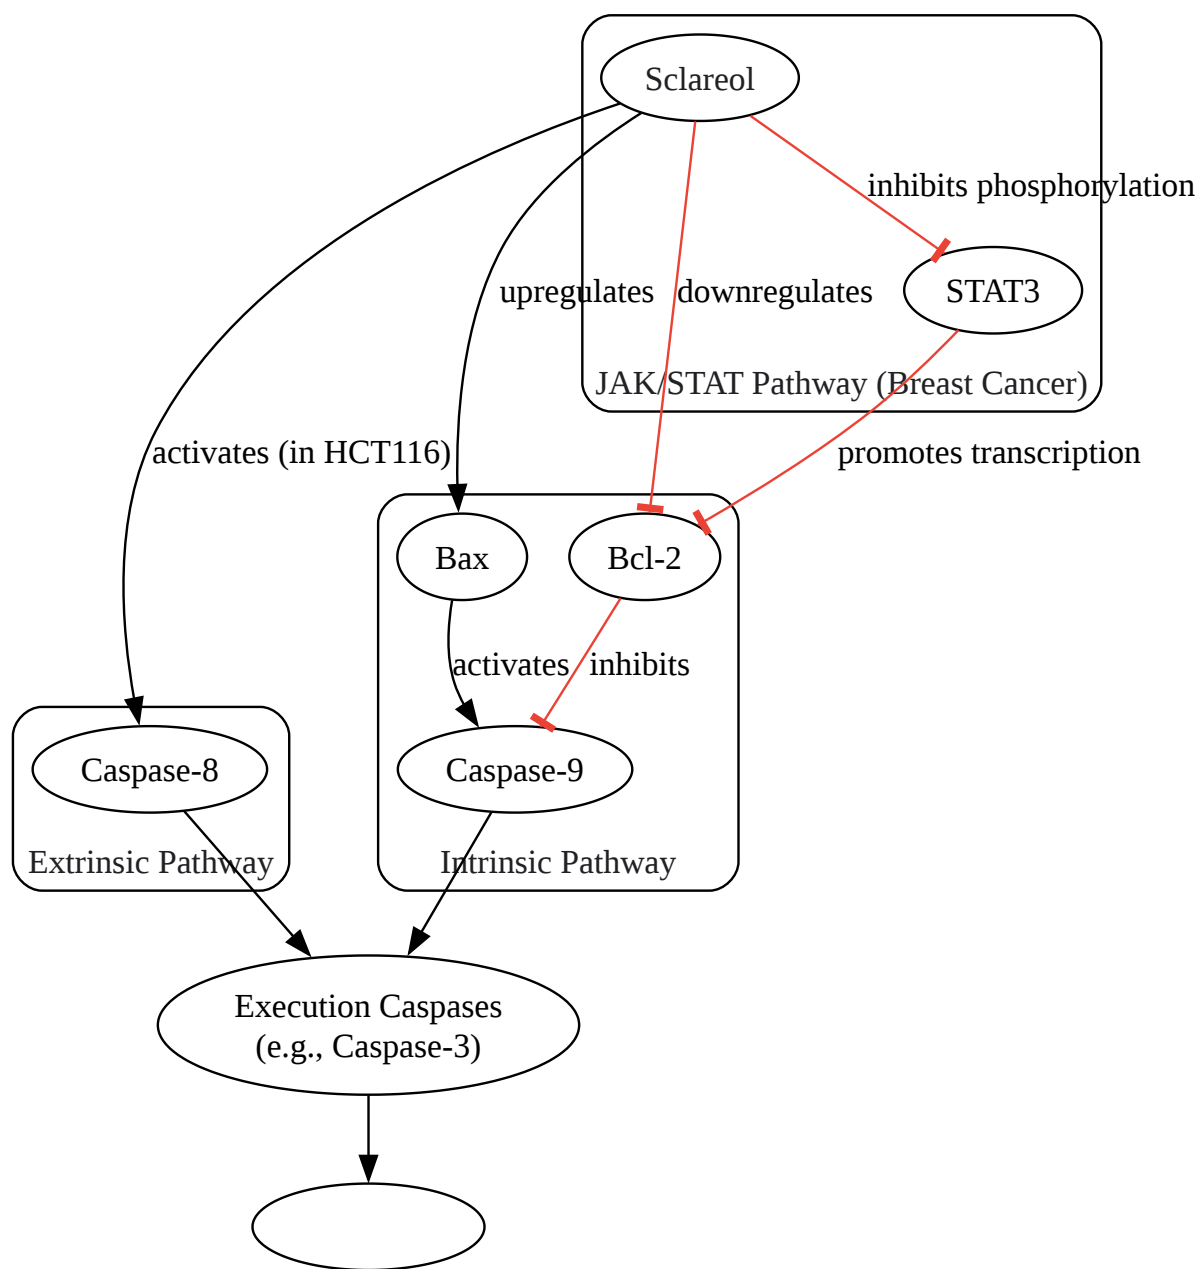 Sclareol
inhibits phosphorylation
upregulates
downregulates
STAT3
JAK/STAT Pathway (Breast Cancer)
activates (in HCT116)
promotes transcription
Bax
Bcl-2
activates
inhibits
Caspase-8
Caspase-9
Extrinsic Pathway
Intrinsic Pathway
Execution Caspases
(e.g., Caspase-3)